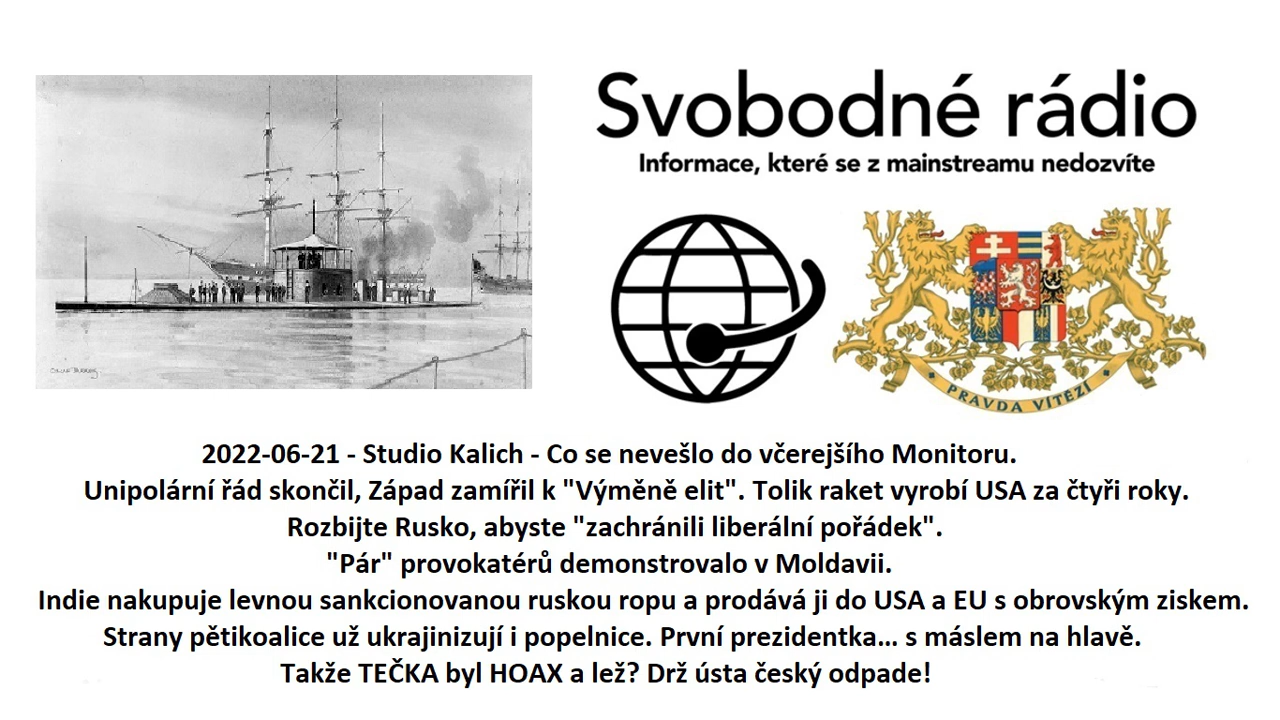 Svobodné rádio
Informace, které se z mainstreamu nedozvíte
PRAVDA VÍTĚZÍ
2022-06-21 - Studio Kalich - Co se nevešlo do včerejšího Monitoru.
Unipolární řád skončil, Západ zamířil k "Výměně elit". Tolik raket vyrobí USA za čtyři roky.
Rozbijte Rusko, abyste "zachránili liberální pořádek".
"Pár" provokatérů demonstrovalo v Moldavii.
Indie nakupuje levnou sankcionovanou ruskou ropu a prodává ji do USA a EU s obrovským ziskem.
Strany pětikoalice už ukrajinizují i popelnice. První prezidentka... s máslem na hlavě.
Takže TEČKA byl HOAX a lež? Drž ústa český odpade!